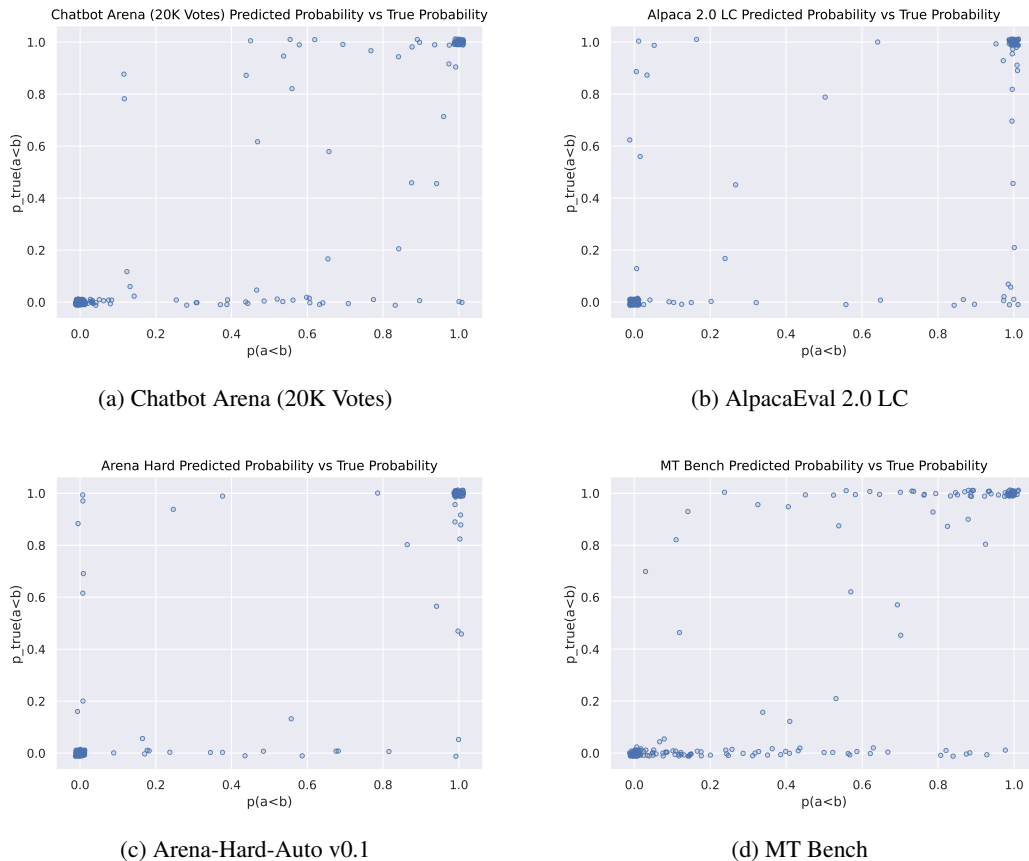 Chatbot Arena (20K Votes) Predicted Probability vs True Probability
1.0
0.8
0.6
0.4
0.2
0.0
p_true(a<b)
0.0 0.2 0.4 0.6 0.8 1.0
p(a<b)
(a) Chatbot Arena (20K Votes)
Alpaca 2.0 LC Predicted Probability vs True Probability
1.0
0.8
0.6
0.4
0.2
0.0
p_true(a<b)
0.0 0.2 0.4 0.6 0.8 1.0
p(a<b)
(b) AlpacaEval 2.0 LC
Arena Hard Predicted Probability vs True Probability
1.0
0.8
0.6
0.4
0.2
0.0
p_true(a<b)
0.0 0.2 0.4 0.6 0.8 1.0
p(a<b)
(c) Arena-Hard-Auto v0.1
MT Bench Predicted Probability vs True Probability
1.0
0.8
0.6
0.4
0.2
0.0
p_true(a<b)
0.0 0.2 0.4 0.6 0.8 1.0
p(a<b)
(d) MT Bench